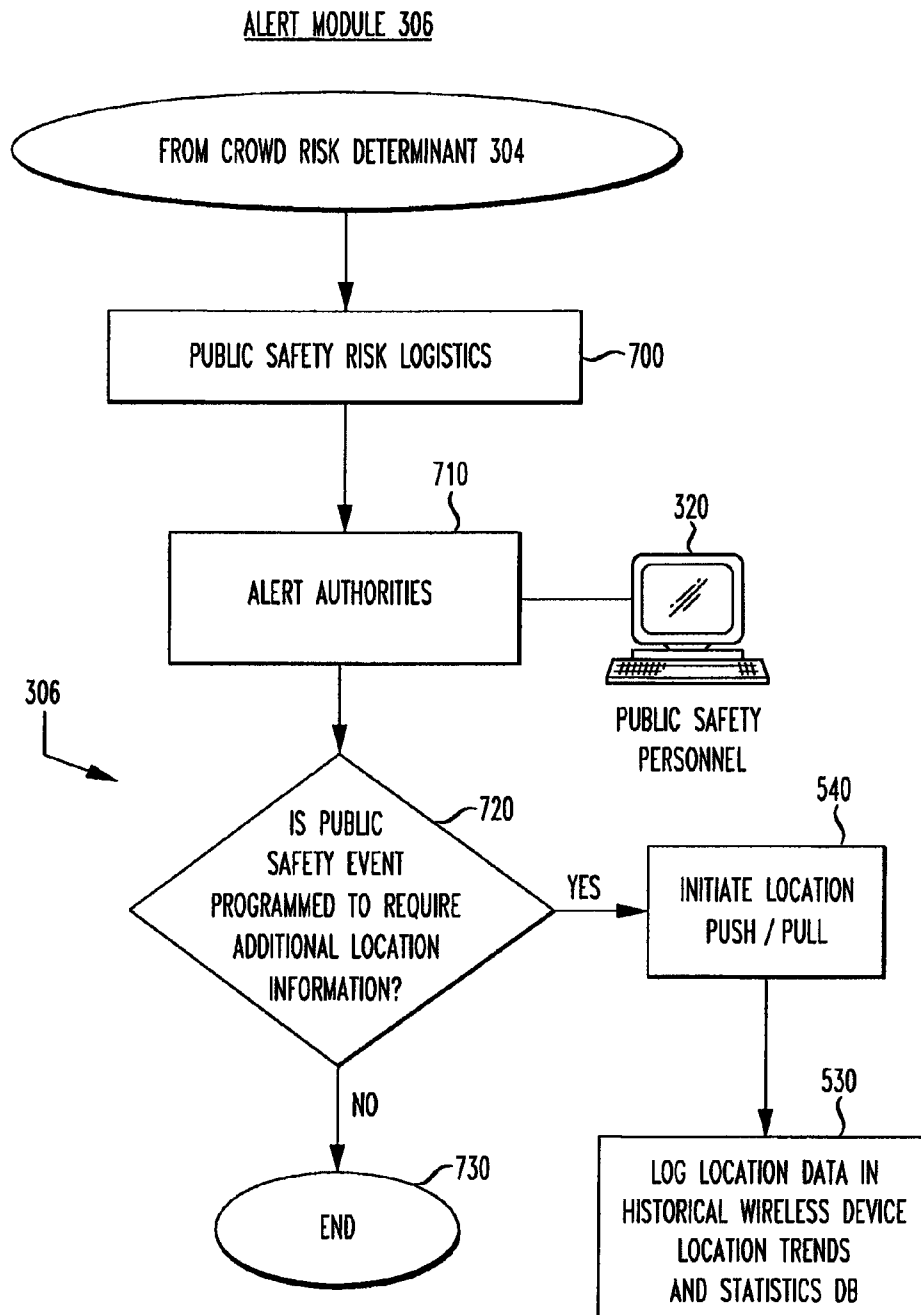 ALERT MODULE 306
FROM CROWD RISK DETERMINANT 304
PUBLIC SAFETY RISK LOGISTICS
700
710
ALERT AUTHORITIES
320
PUBLIC SAFETY
PERSONNEL
306
720
IS PUBLIC
SAFETY EVENT
PROGRAMMED TO REQUIRE
ADDITIONAL LOCATION
INFORMATION?
YES
540
INITIATE LOCATION
PUSH / PULL
NO
530
LOG LOCATION DATA IN
HISTORICAL WIRELESS DEVICE
LOCATION TRENDS
AND STATISTICS DB
730
END